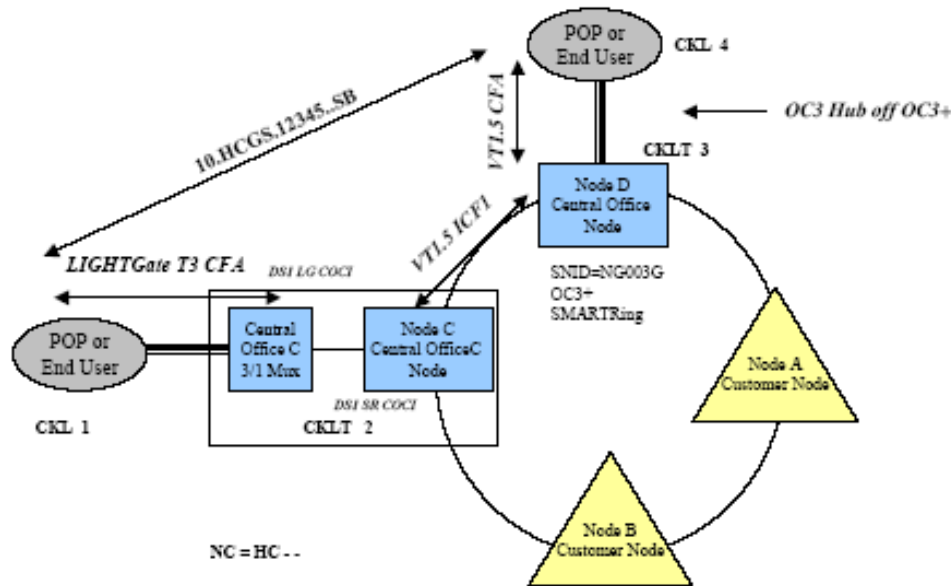 POP or
End User
CKL 4
VT1.5 CFA
OC3 Hub off OC3+
10.HCGS.12345..SB
CKLT 3
Node D
Central Office
Node
VT1.5 ICF1
LIGHTGate T3 CFA
DS1 LG COCI
SNID=NG003G
OC3+
SMARTRing
POP or
End User
Central
Office C
3/1 Mux
Node C
Central OfficeC
Node
Node A
Customer Node
DS1 SR COCI
CKL 1
CKLT 2
Node B
Customer Node
NC = HC - -